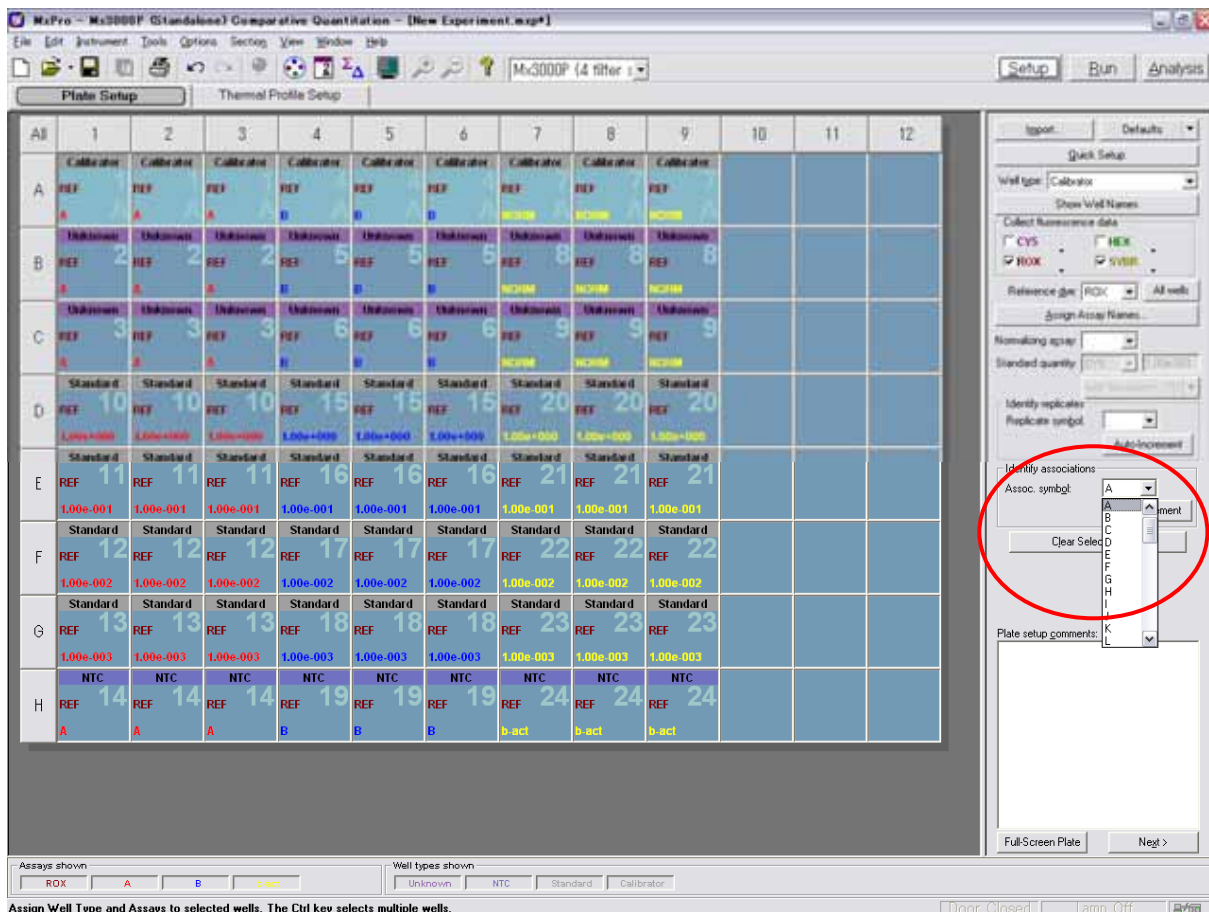 MxPro - Mx3000P (Standalone) Comparative Quantitation - [New Experiment.mxp*]
File Edit Instrument Tools Options Section View Window Help
Mx3000P (4 filter s
Setup Run Analysis
Plate Setup Thermal Profile Setup
All 1 2 3 4 5 6 7 8 9 10 11 12
Import... Defaults
Quick Setup
Calibrator Calibrator Calibrator Calibrator Calibrator Calibrator Calibrator Calibrator Calibrator
Well type: Calibrator
A REF REF REF REF REF REF REF REF REF
Show Well Names
A A A B B B NORM NORM NORM
Collect fluorescence data
Unknown Unknown Unknown Unknown Unknown Unknown Unknown Unknown Unknown
CY5 HEX
B REF 2 REF 2 REF 2 REF 5 REF 5 REF 5 REF 8 REF 8 REF 8
ROX SYBR
A A A B B B NORM NORM NORM
Reference dye: ROX All wells
Unknown Unknown Unknown Unknown Unknown Unknown Unknown Unknown Unknown
Assign Assay Names...
C REF 3 REF 3 REF 3 REF 6 REF 6 REF 6 REF 9 REF 9 REF 9
Normalizing assay:
A A A B B B NORM NORM NORM
Standard quantity:
Standard Standard Standard Standard Standard Standard Standard Standard Standard
D REF 10 REF 10 REF 10 REF 15 REF 15 REF 15 REF 20 REF 20 REF 20
Identify replicates
Replicate symbol:
1.00e+000 1.00e+000 1.00e+000 1.00e+000 1.00e+000 1.00e+000 1.00e+000 1.00e+000 1.00e+000
Auto-Increment
Standard Standard Standard Standard Standard Standard Standard Standard Standard
Identify associations
E REF 11 REF 11 REF 11 REF 16 REF 16 REF 16 REF 21 REF 21 REF 21
Assoc. symbol: A
1.00e-001 1.00e-001 1.00e-001 1.00e-001 1.00e-001 1.00e-001 1.00e-001 1.00e-001 1.00e-001
A
ement
B
Standard Standard Standard Standard Standard Standard Standard Standard Standard
C
Clear Selec
D
F REF 12 REF 12 REF 12 REF 17 REF 17 REF 17 REF 22 REF 22 REF 22
E
F
1.00e-002 1.00e-002 1.00e-002 1.00e-002 1.00e-002 1.00e-002 1.00e-002 1.00e-002 1.00e-002
G
H
Standard Standard Standard Standard Standard Standard Standard Standard Standard
I
J
G REF 13 REF 13 REF 13 REF 18 REF 18 REF 18 REF 23 REF 23 REF 23
K
Plate setup comments:
L
1.00e-003 1.00e-003 1.00e-003 1.00e-003 1.00e-003 1.00e-003 1.00e-003 1.00e-003 1.00e-003
NTC NTC NTC NTC NTC NTC NTC NTC NTC
H REF 14 REF 14 REF 14 REF 19 REF 19 REF 19 REF 24 REF 24 REF 24
A A A B B B b-act b-act b-act
Full-Screen Plate Next >
Assays shown Well types shown
ROX A B b-act Unknown NTC Standard Calibrator
Assign Well Type and Assays to selected wells. The Ctrl key selects multiple wells. Door Closed Lamp Off